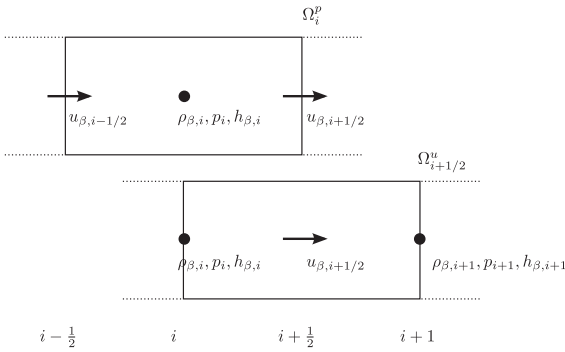 Ω_i^p
u_{β,i−1/2} ρ_{β,i}, p_i, h_{β,i} u_{β,i+1/2}
Ω_{i+1/2}^u
ρ_{β,i}, p_i, h_{β,i} u_{β,i+1/2} ρ_{β,i+1}, p_{i+1}, h_{β,i+1}
i − 1/2 i i + 1/2 i + 1